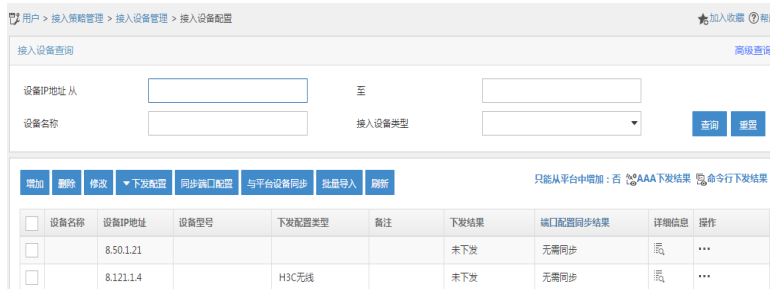 用户 > 接入策略管理 > 接入设备管理 > 接入设备配置 加入收藏
接入设备查询 高级查询
设备IP地址 从 至
设备名称 接入设备类型 查询 重置
增加 删除 修改 下发配置 同步端口配置 与平台设备同步 批量导入 刷新 只能从平台中增加：否 AAA下发结果 命令行下发结果
设备名称 设备IP地址 设备型号 下发配置类型 备注 下发结果 端口配置同步结果 详细信息 操作
8.50.1.21 未下发 无需同步 ···
8.121.1.4 H3C无线 未下发 无需同步 ···